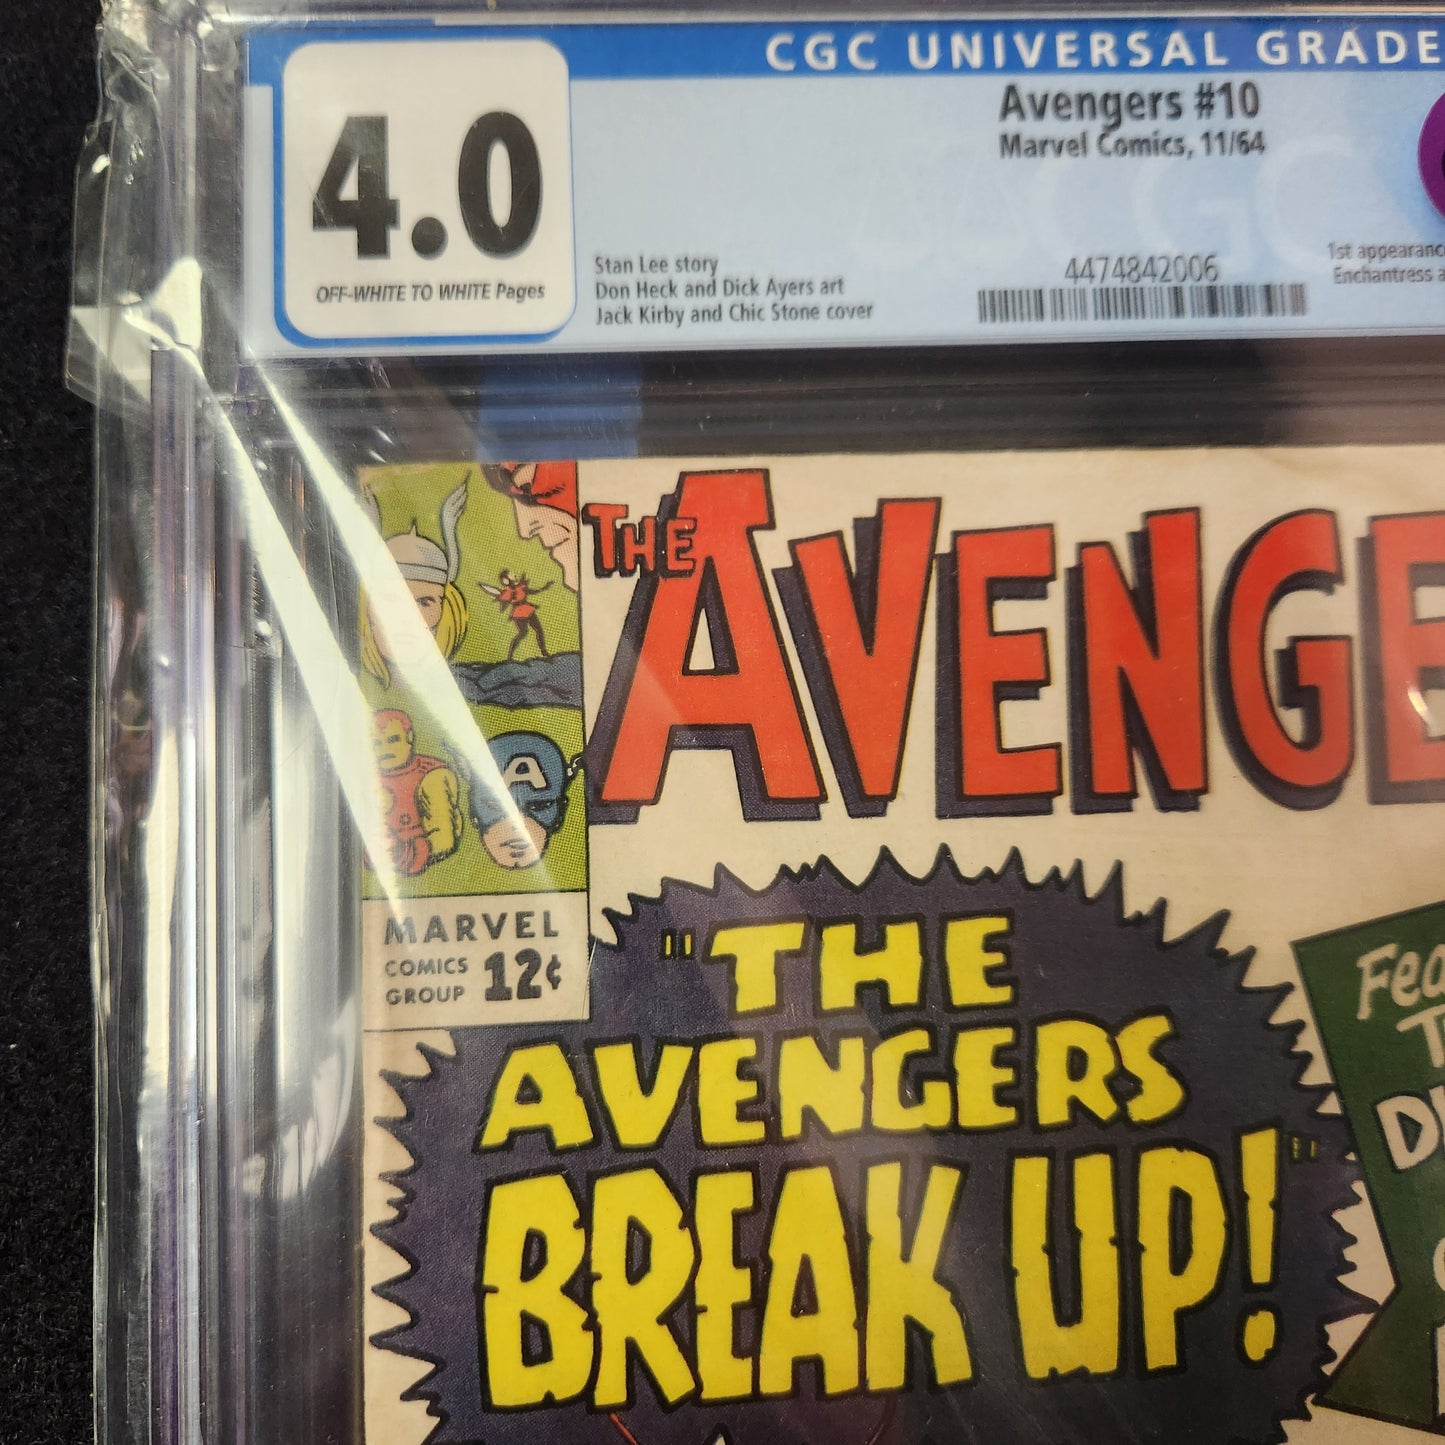 CGC UNIVERSAL GRADE
4.0
OFF-WHITE TO WHITE Pages
Avengers #10
Marvel Comics, 11/64
Stan Lee story
Don Heck and Dick Ayers art
Jack Kirby and Chic Stone cover
4474842006
1st appearanc
Enchantress a
THE AVENGE
A
MARVEL
COMICS
GROUP 12¢
"THE
AVENGERS
BREAK UP!"
Fea
T
D